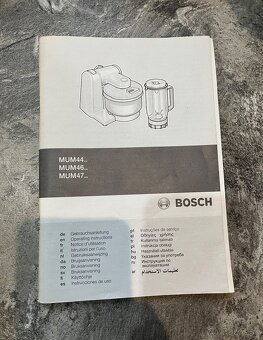 MUM44..
MUM46..
MUM47..
BOSCH
de Gebrauchsanleitung
en Operating instructions
fr Notice d'utilisation
it Istruzioni per l'uso
nl Gebruiksaanwijzing
da Brugsanvisning
no Bruksanvisning
sv Bruksanvisning
fi Käyttöohje
es Instrucciones de uso
pt Instruções de serviço
el Οδηγίες χρήσης
tr Kullanma talimatı
pl Instrukcja obsługi
hu Használati utasítás
bg Указания за употреба
ru Инструкция по
эксплуатации
ar تعليمات الاستخدام